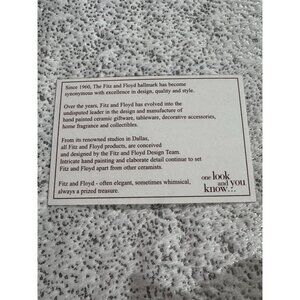 Since 1960, The Fitz and Floyd hallmark has become
synonymous with excellence in design, quality and style.
Over the years, Fitz and Floyd has evolved into the
undisputed leader in the design and manufacture of
hand painted ceramic giftware, tableware, decorative accessories,
home fragrance and collectibles.
From its renowned studios in Dallas,
all Fitz and Floyd products, are conceived
and designed by the Fitz and Floyd Design Team.
Intricate hand painting and elaborate detail continue to set
Fitz and Floyd apart from other ceramists.
Fitz and Floyd - often elegant, sometimes whimsical,
always a prized treasure.
one look
and you
know.:.